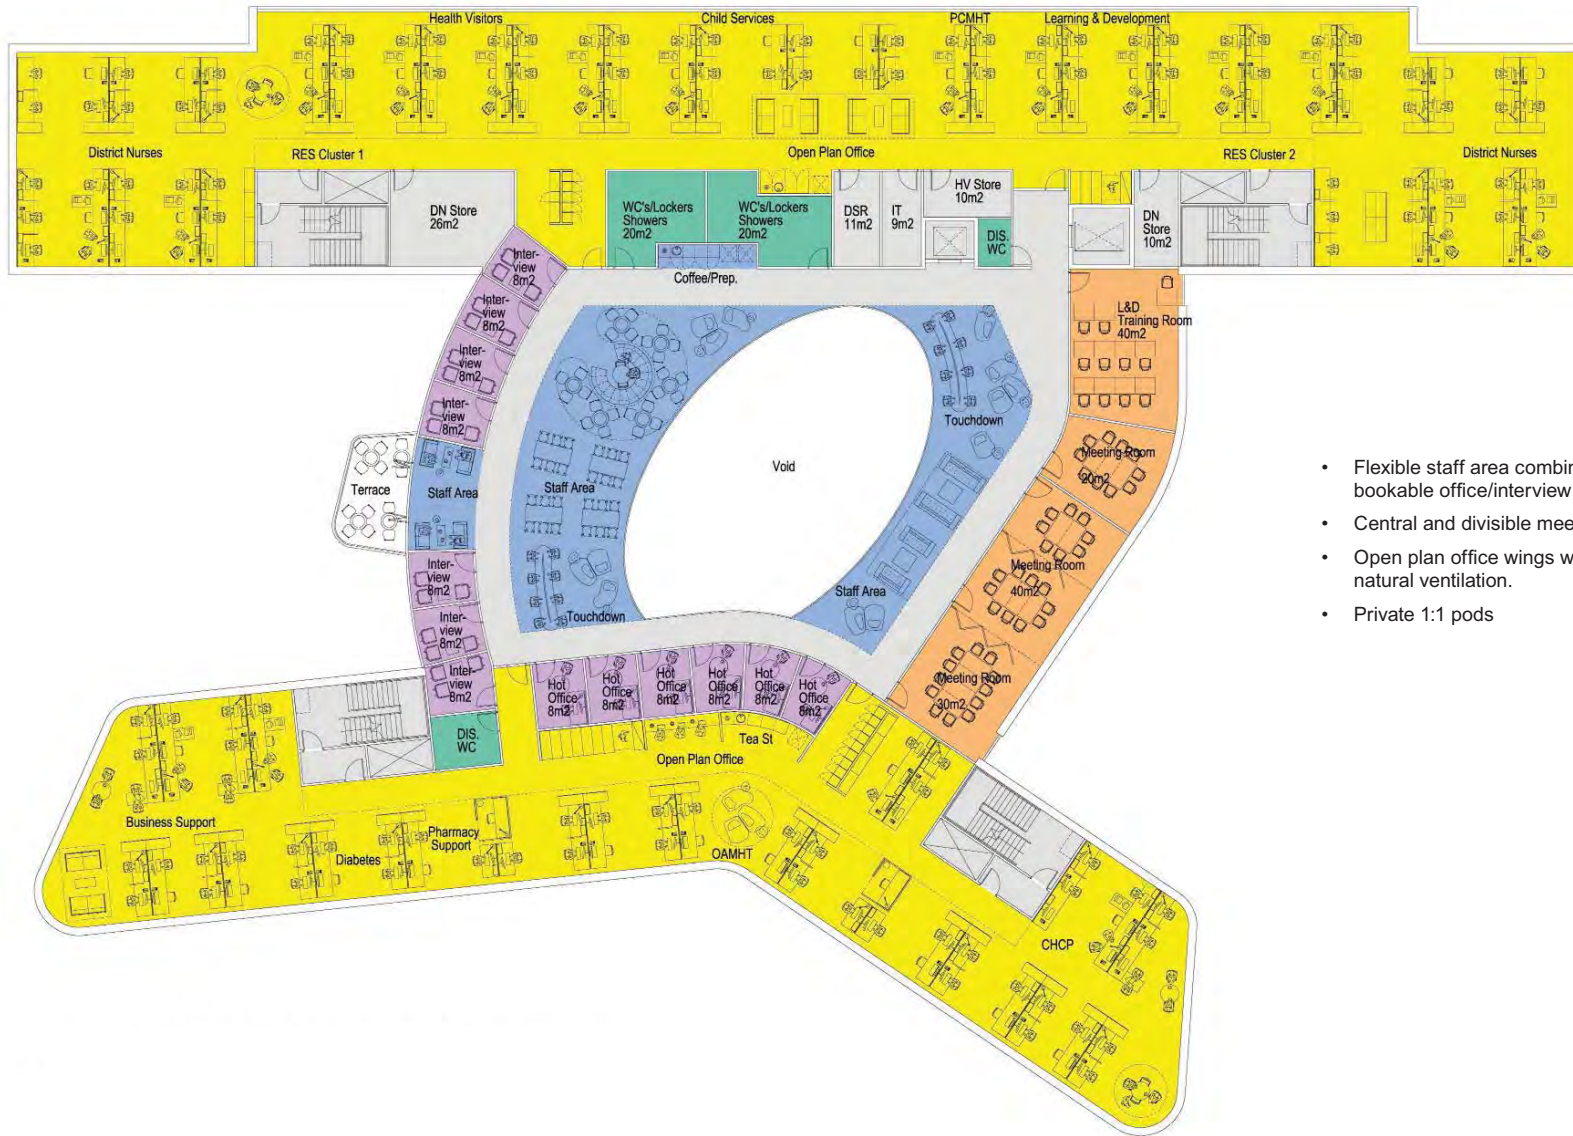 Health Visitors
Child Services
PCMHT
Learning & Development
District Nurses
RES Cluster 1
Open Plan Office
RES Cluster 2
District Nurses
DN Store
26m2
WC's/Lockers
Showers
20m2
WC's/Lockers
Showers
20m2
DSR
11m2
IT
9m2
HV Store
10m2
DIS.
WC
DN
Store
10m2
Coffee/Prep.
Inter-
view
8m2
Inter-
view
8m2
Inter-
view
8m2
Inter-
view
8m2
L&D
Training Room
40m2
Touchdown
Meeting Room
20m2
Void
Terrace
Staff Area
Staff Area
Flexible staff area combin
bookable office/interview
Central and divisible mee
Open plan office wings w
natural ventilation.
Private 1:1 pods
Inter-
view
8m2
Meeting Room
40m2
Staff Area
Touchdown
Inter-
view
8m2
Inter-
view
8m2
Hot
Office
8m2
Hot
Office
8m2
Hot
Office
8m2
Hot
Office
8m2
Hot
Office
8m2
Hot
Office
8m2
Meeting Room
30m2
DIS.
WC
Tea St
Open Plan Office
Business Support
Diabetes
Pharmacy
Support
OAMHT
CHCP